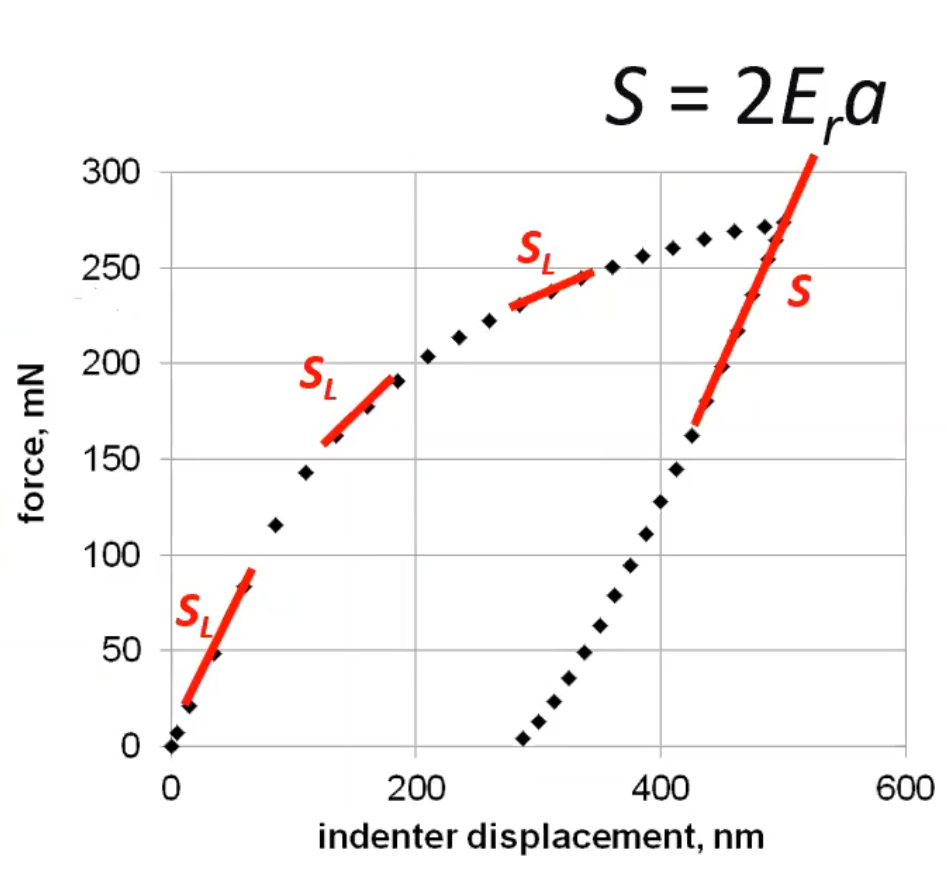 S = 2Eᵣa
300
250
200
150
100
50
0
force, mN
S_L
S_L
S_L
S
0 200 400 600
indenter displacement, nm